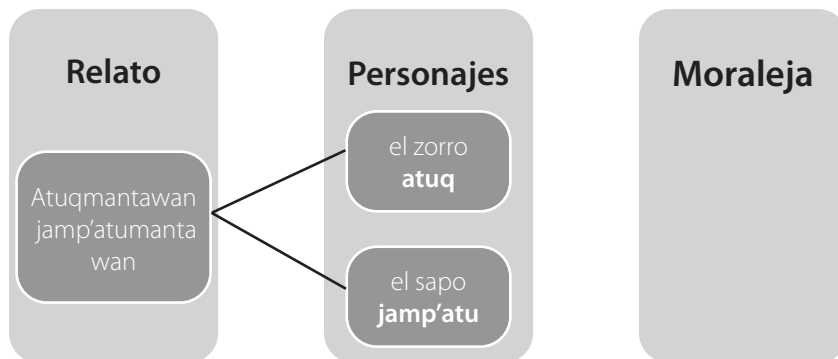 Relato
Atuqmantawan
jamp'atumanta
wan
Personajes
el zorro
atuq
el sapo
jamp'atu
Moraleja